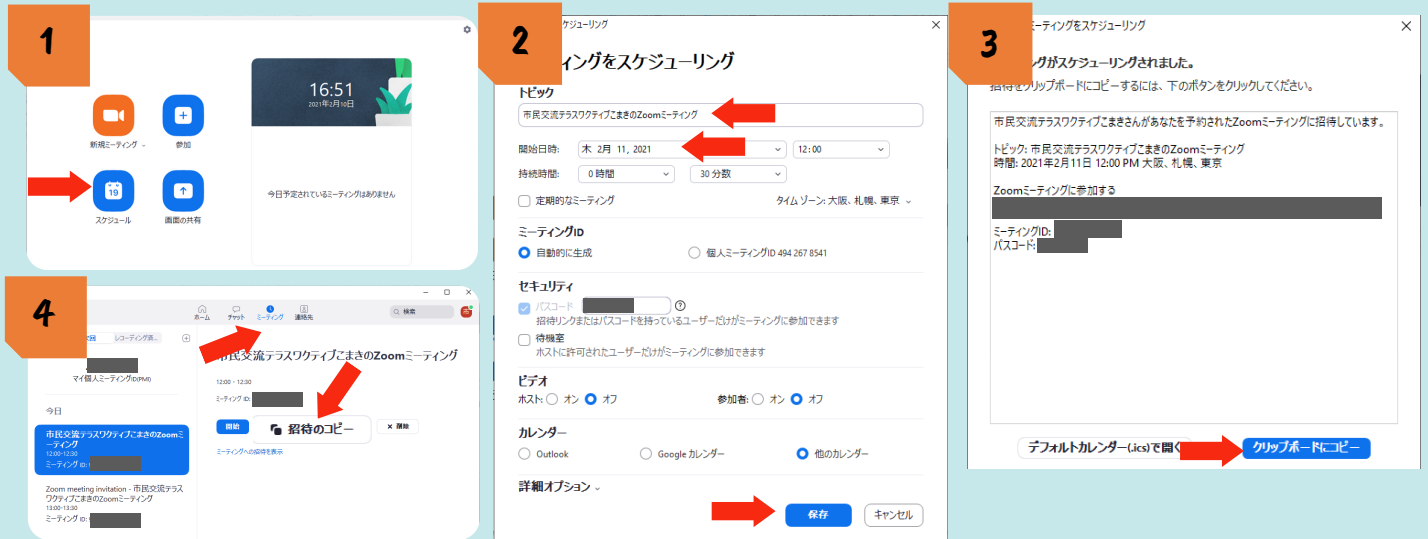 1
16:51
2021年2月10日
新規ミーティング
参加
19
スケジュール
画面の共有
今日予定されているミーティングはありません
2
ケジューリング
ィングをスケジューリング
トピック
市民交流テラスワクティブこまきのZoomミーティング
開始日時: 木 2月 11, 2021 12:00
持続時間: 0 時間 30 分数
定期的なミーティング タイム ゾーン: 大阪、札幌、東京
ミーティングID
自動的に生成 個人ミーティングID 494 267 8541
セキュリティ
パスコード
招待リンクまたはパスコードを持っているユーザーだけがミーティングに参加できます
待機室
ホストに許可されたユーザーだけがミーティングに参加できます
ビデオ
ホスト: オン オフ 参加者: オン オフ
カレンダー
Outlook Google カレンダー 他のカレンダー
詳細オプション
保存 キャンセル
3
ミーティングをスケジューリング
ングがスケジューリングされました。
招待をクリップボードにコピーするには、下のボタンをクリックしてください。
市民交流テラスワクティブこまきさんがあなたを予約されたZoomミーティングに招待しています。
トピック: 市民交流テラスワクティブこまきのZoomミーティング
時間: 2021年2月11日 12:00 PM 大阪、札幌、東京
Zoomミーティングに参加する
ミーティングID:
パスコード:
デフォルトカレンダー(.ics)で開く
クリップボードにコピー
4
ホーム チャット ミーティング 連絡先 検索 市
回 レコーディング済...
マイ個人ミーティングID(PMI)
今日
市民交流テラスワクティブこまきのZoomミ
ーティング
12:00-12:30
ミーティング ID:
Zoom meeting invitation - 市民交流テラス
ワクティブこまきのZoomミーティング
13:00-13:30
ミーティング ID:
市民交流テラスワクティブこまきのZoomミーティング
12:00 - 12:30
ミーティング ID:
開始 招待のコピー × 削除
ミーティングへの招待を表示